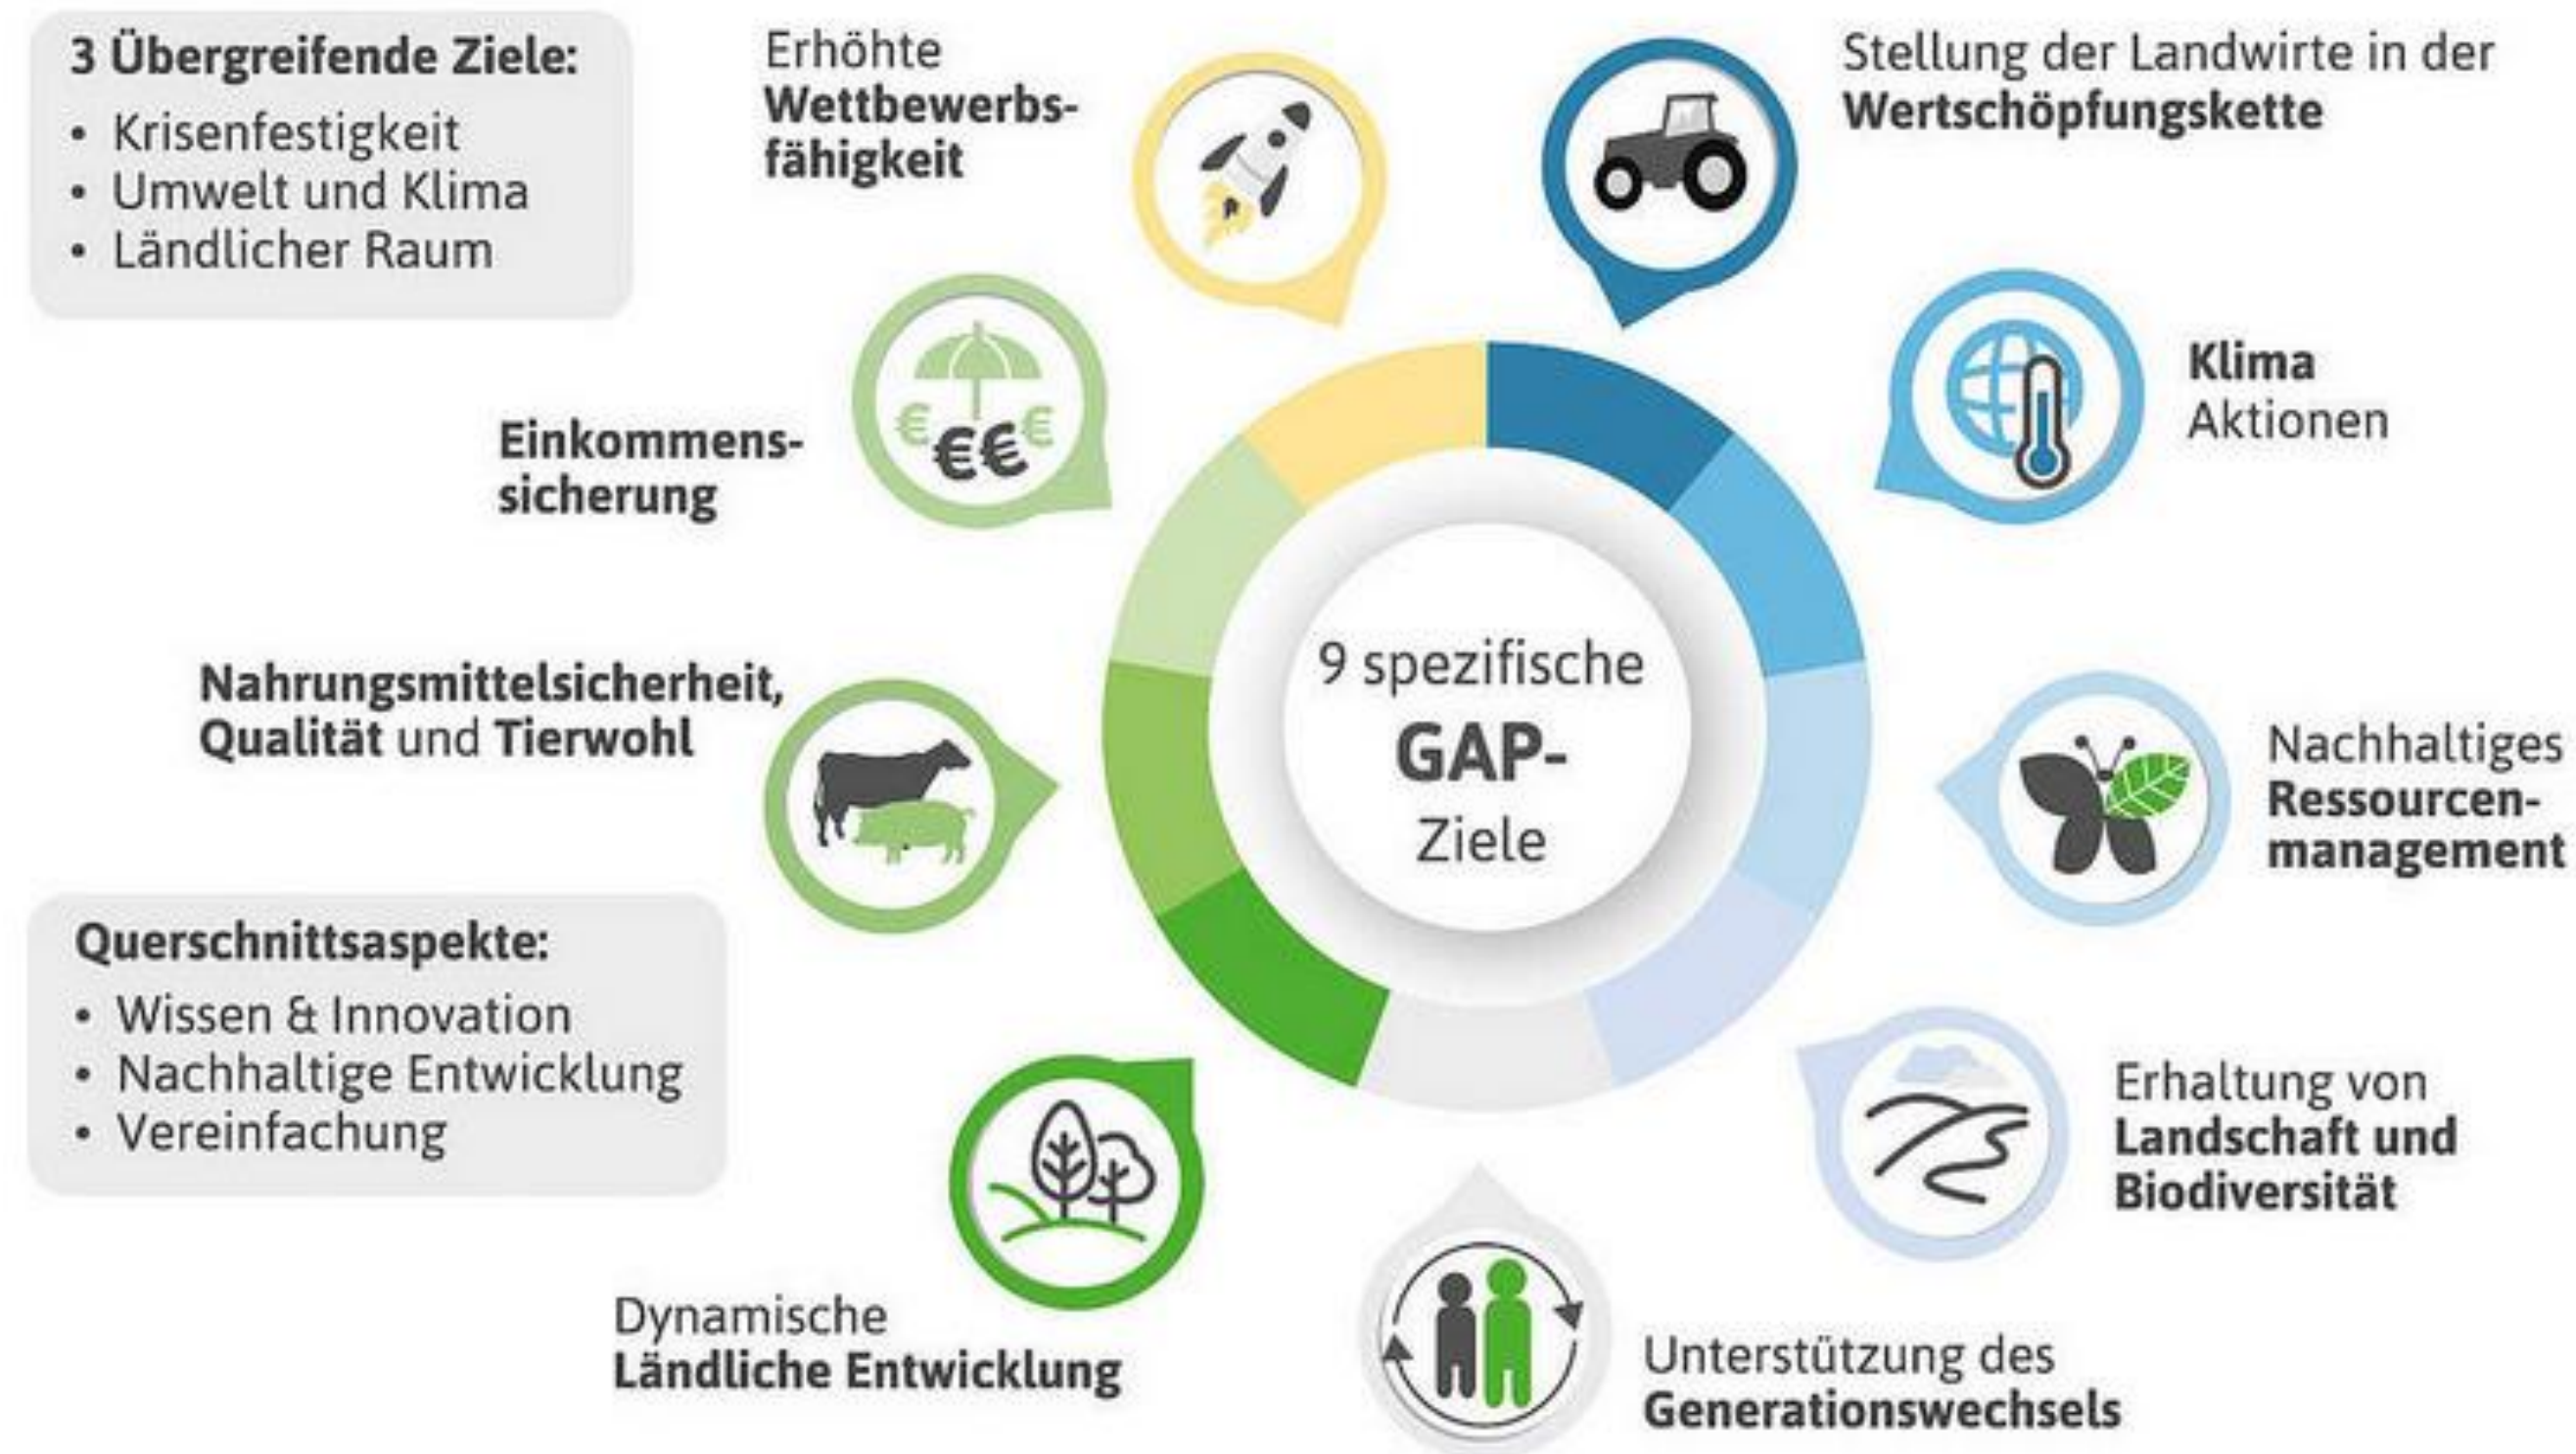 3 Übergreifende Ziele:
• Krisenfestigkeit
• Umwelt und Klima
• Ländlicher Raum
Erhöhte
Wettbewerbs-
fähigkeit
Stellung der Landwirte in der
Wertschöpfungskette
Klima
Aktionen
Einkommens-
sicherung
€ €€ €
Nahrungsmittelsicherheit,
Qualität und Tierwohl
9 spezifische
GAP-
Ziele
Nachhaltiges
Ressourcen-
management
Querschnittsaspekte:
• Wissen & Innovation
• Nachhaltige Entwicklung
• Vereinfachung
Erhaltung von
Landschaft und
Biodiversität
Dynamische
Ländliche Entwicklung
Unterstützung des
Generationswechsels